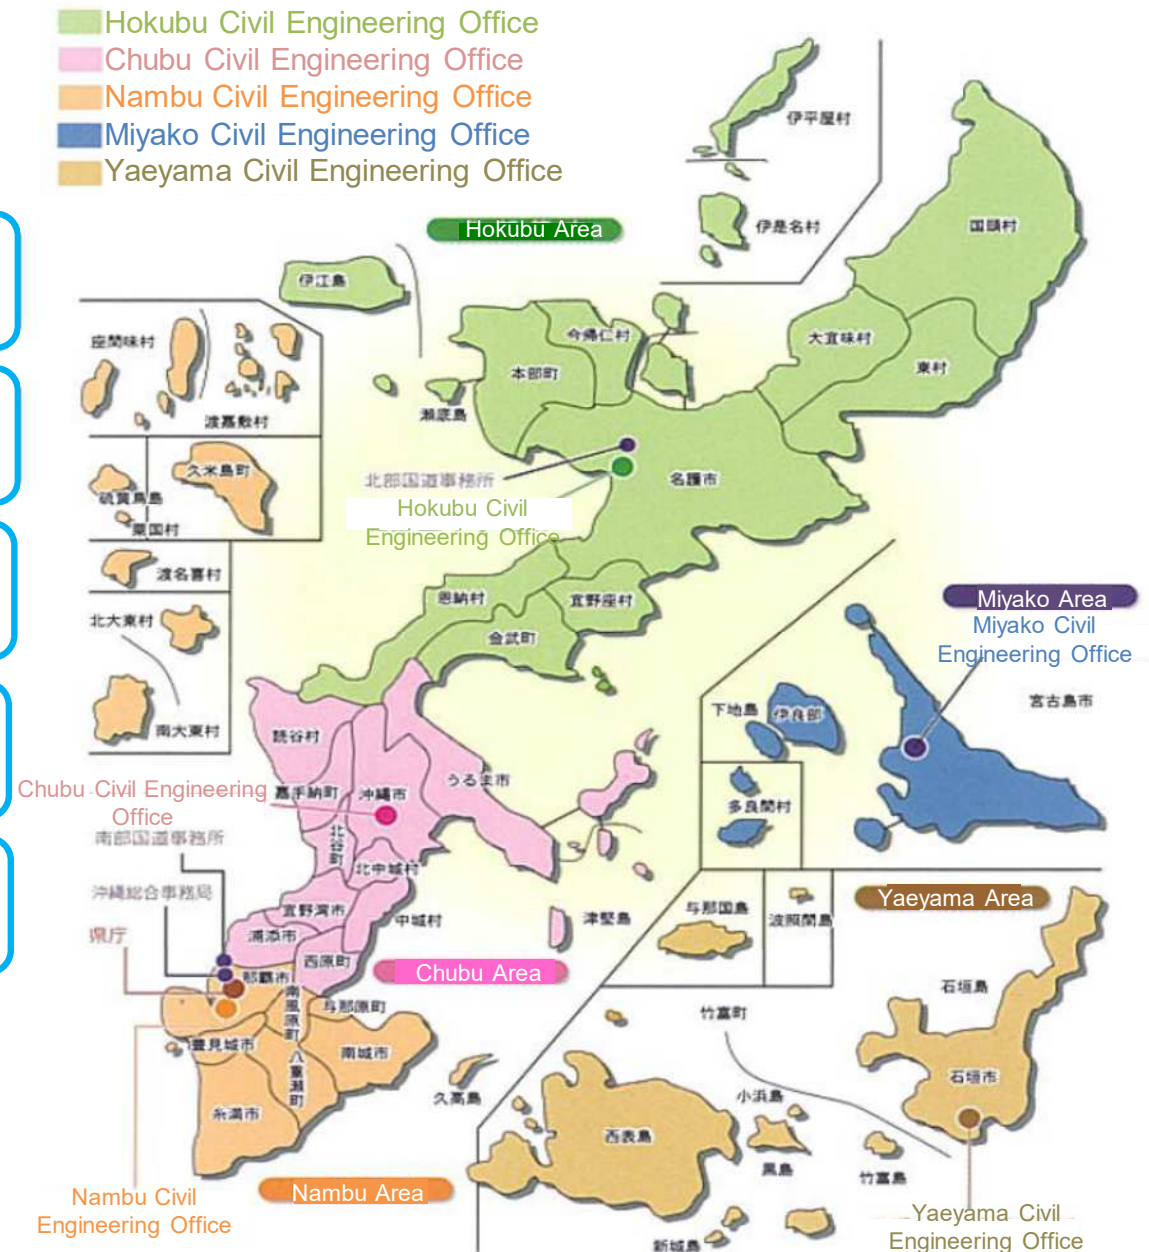 Hokubu Civil Engineering Office
Chubu Civil Engineering Office
Nambu Civil Engineering Office
Miyako Civil Engineering Office
Yaeyama Civil Engineering Office
伊平屋村
伊是名村
国頭村
Hokubu Area
伊江島
座間味村
渡嘉敷村
今帰仁村
本部町
瀬底島
大宜味村
東村
久米島町
硫黄鳥島
粟国村
北部国道事務所
名護市
Hokubu Civil
Engineering Office
渡名喜村
北大東村
南大東村
恩納村
宜野座村
金武町
Miyako Area
Miyako Civil
Engineering Office
宮古島市
下地島
伊良部
多良間村
読谷村
うるま市
Chubu Civil Engineering
Office
嘉手納町
沖縄市
北谷町
北中城村
南部国道事務所
沖縄総合事務局
県庁
宜野湾市
中城村
浦添市
西原町
津堅島
与那国島
波照間島
Yaeyama Area
Chubu Area
那覇市
南風原町
与那原町
豊見城市
八重瀬町
南城市
糸満市
久高島
竹富町
石垣島
石垣市
小浜島
西表島
黒島
竹富島
新城島
Nambu Area
Nambu Civil
Engineering Office
Yaeyama Civil
Engineering Office